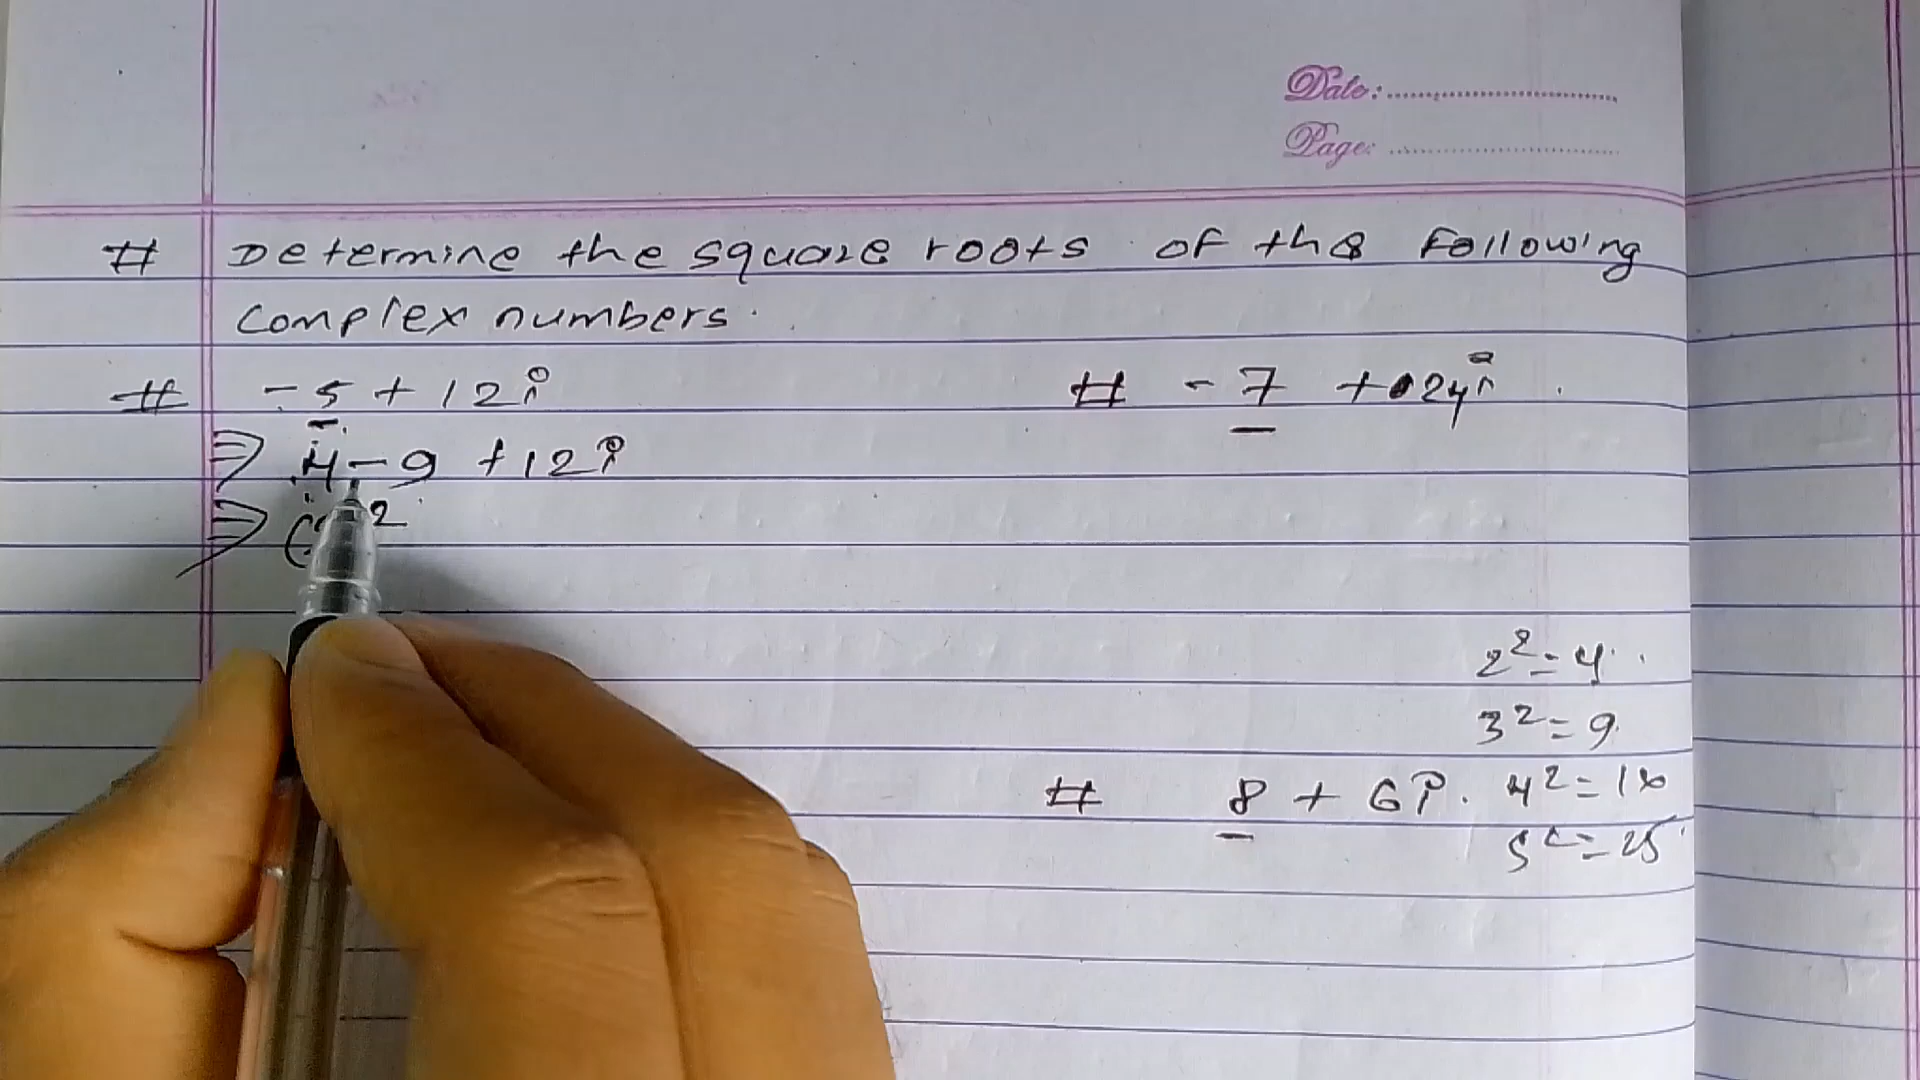 Date:
Page:
# Determine the square roots of the following
complex numbers.
# -5 + 12i
# -7 + 24i
⇒ 4 - 9 + 12i
⇒ ( 2
2² = 4
3² = 9
# 8 + 6i
4² = 16
5² = 25